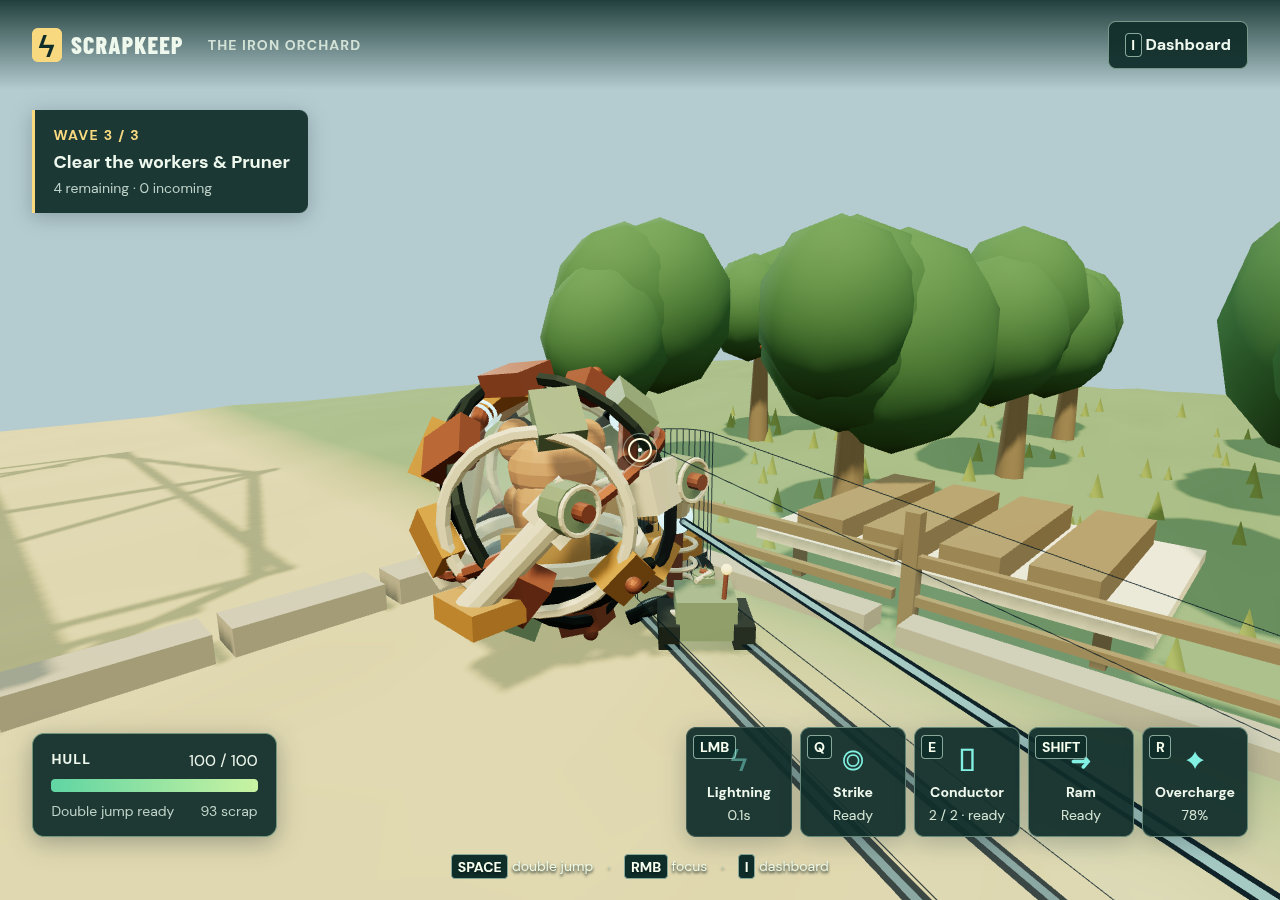 SCRAPKEEP
THE IRON ORCHARD
I Dashboard
WAVE 3 / 3
Clear the workers & Pruner
4 remaining · 0 incoming
HULL 100 / 100
Double jump ready 93 scrap
LMB
Lightning
0.1s
Q
Strike
Ready
E
Conductor
2 / 2 · ready
SHIFT
Ram
Ready
R
Overcharge
78%
SPACE double jump · RMB focus · I dashboard